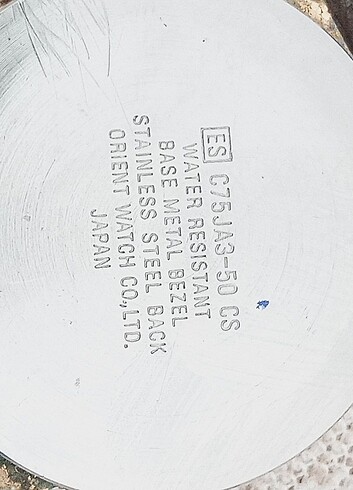 ES C75JA3-50 CS
WATER RESISTANT
BASE METAL BEZEL
STAINLESS STEEL BACK
ORIENT WATCH CO.,LTD.
JAPAN